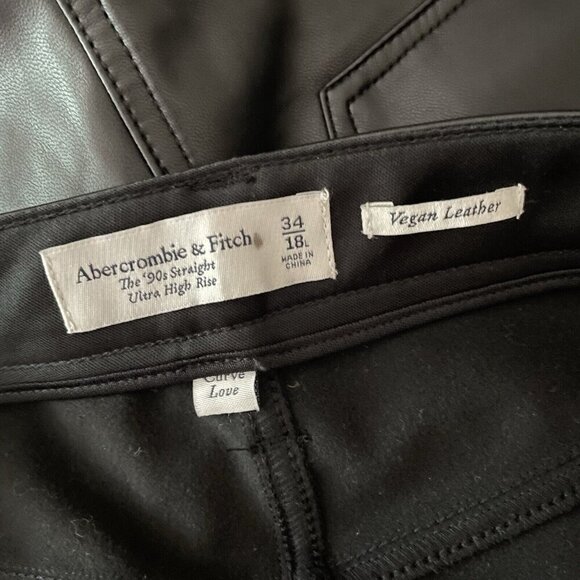 Abercrombie & Fitch
The '90s Straight
Ultra High Rise
34
18L
MADE IN
CHINA
Vegan Leather
Curve
Love